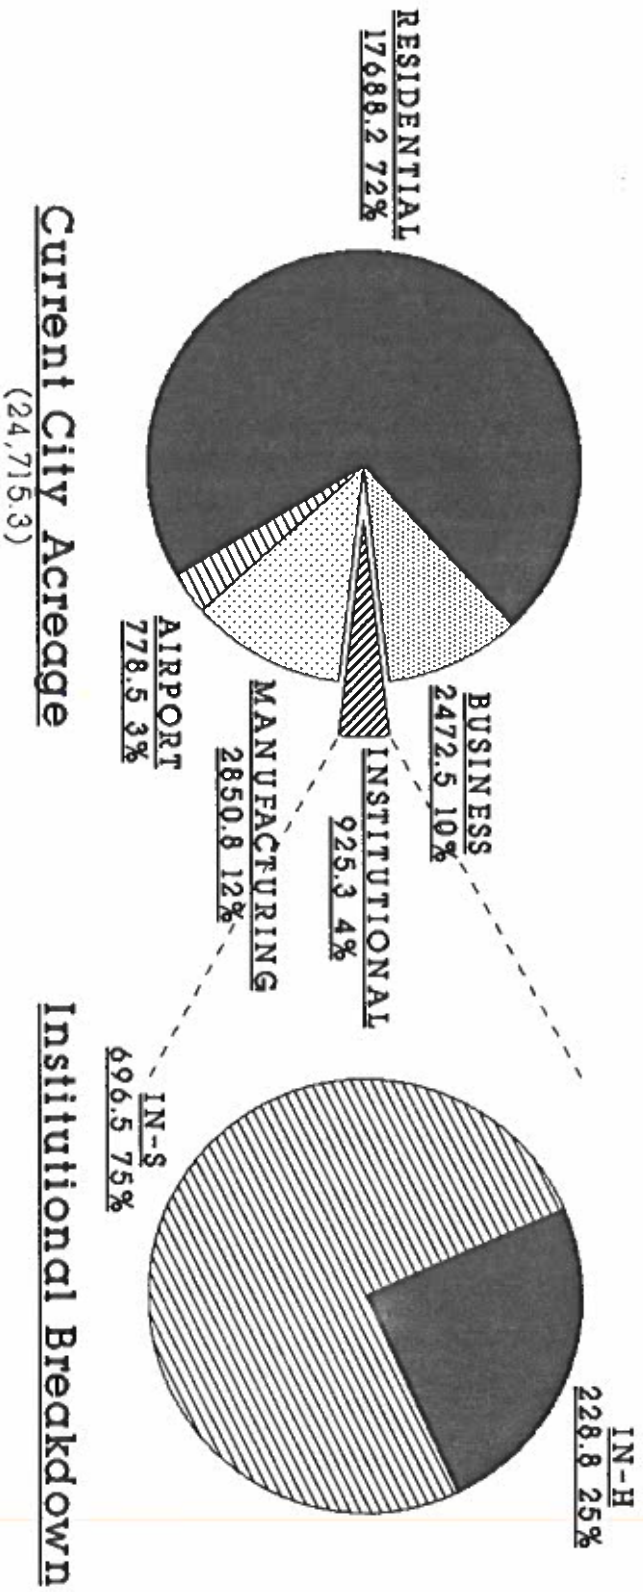 RESIDENTIAL
17688.2 72%
BUSINESS
2472.5 10%
INSTITUTIONAL
925.3 4%
MANUFACTURING
2850.8 12%
AIRPORT
778.5 3%
Current City Acreage
(24,715.3)
IN-H
228.8 25%
IN-S
696.5 75%
Institutional Breakdown